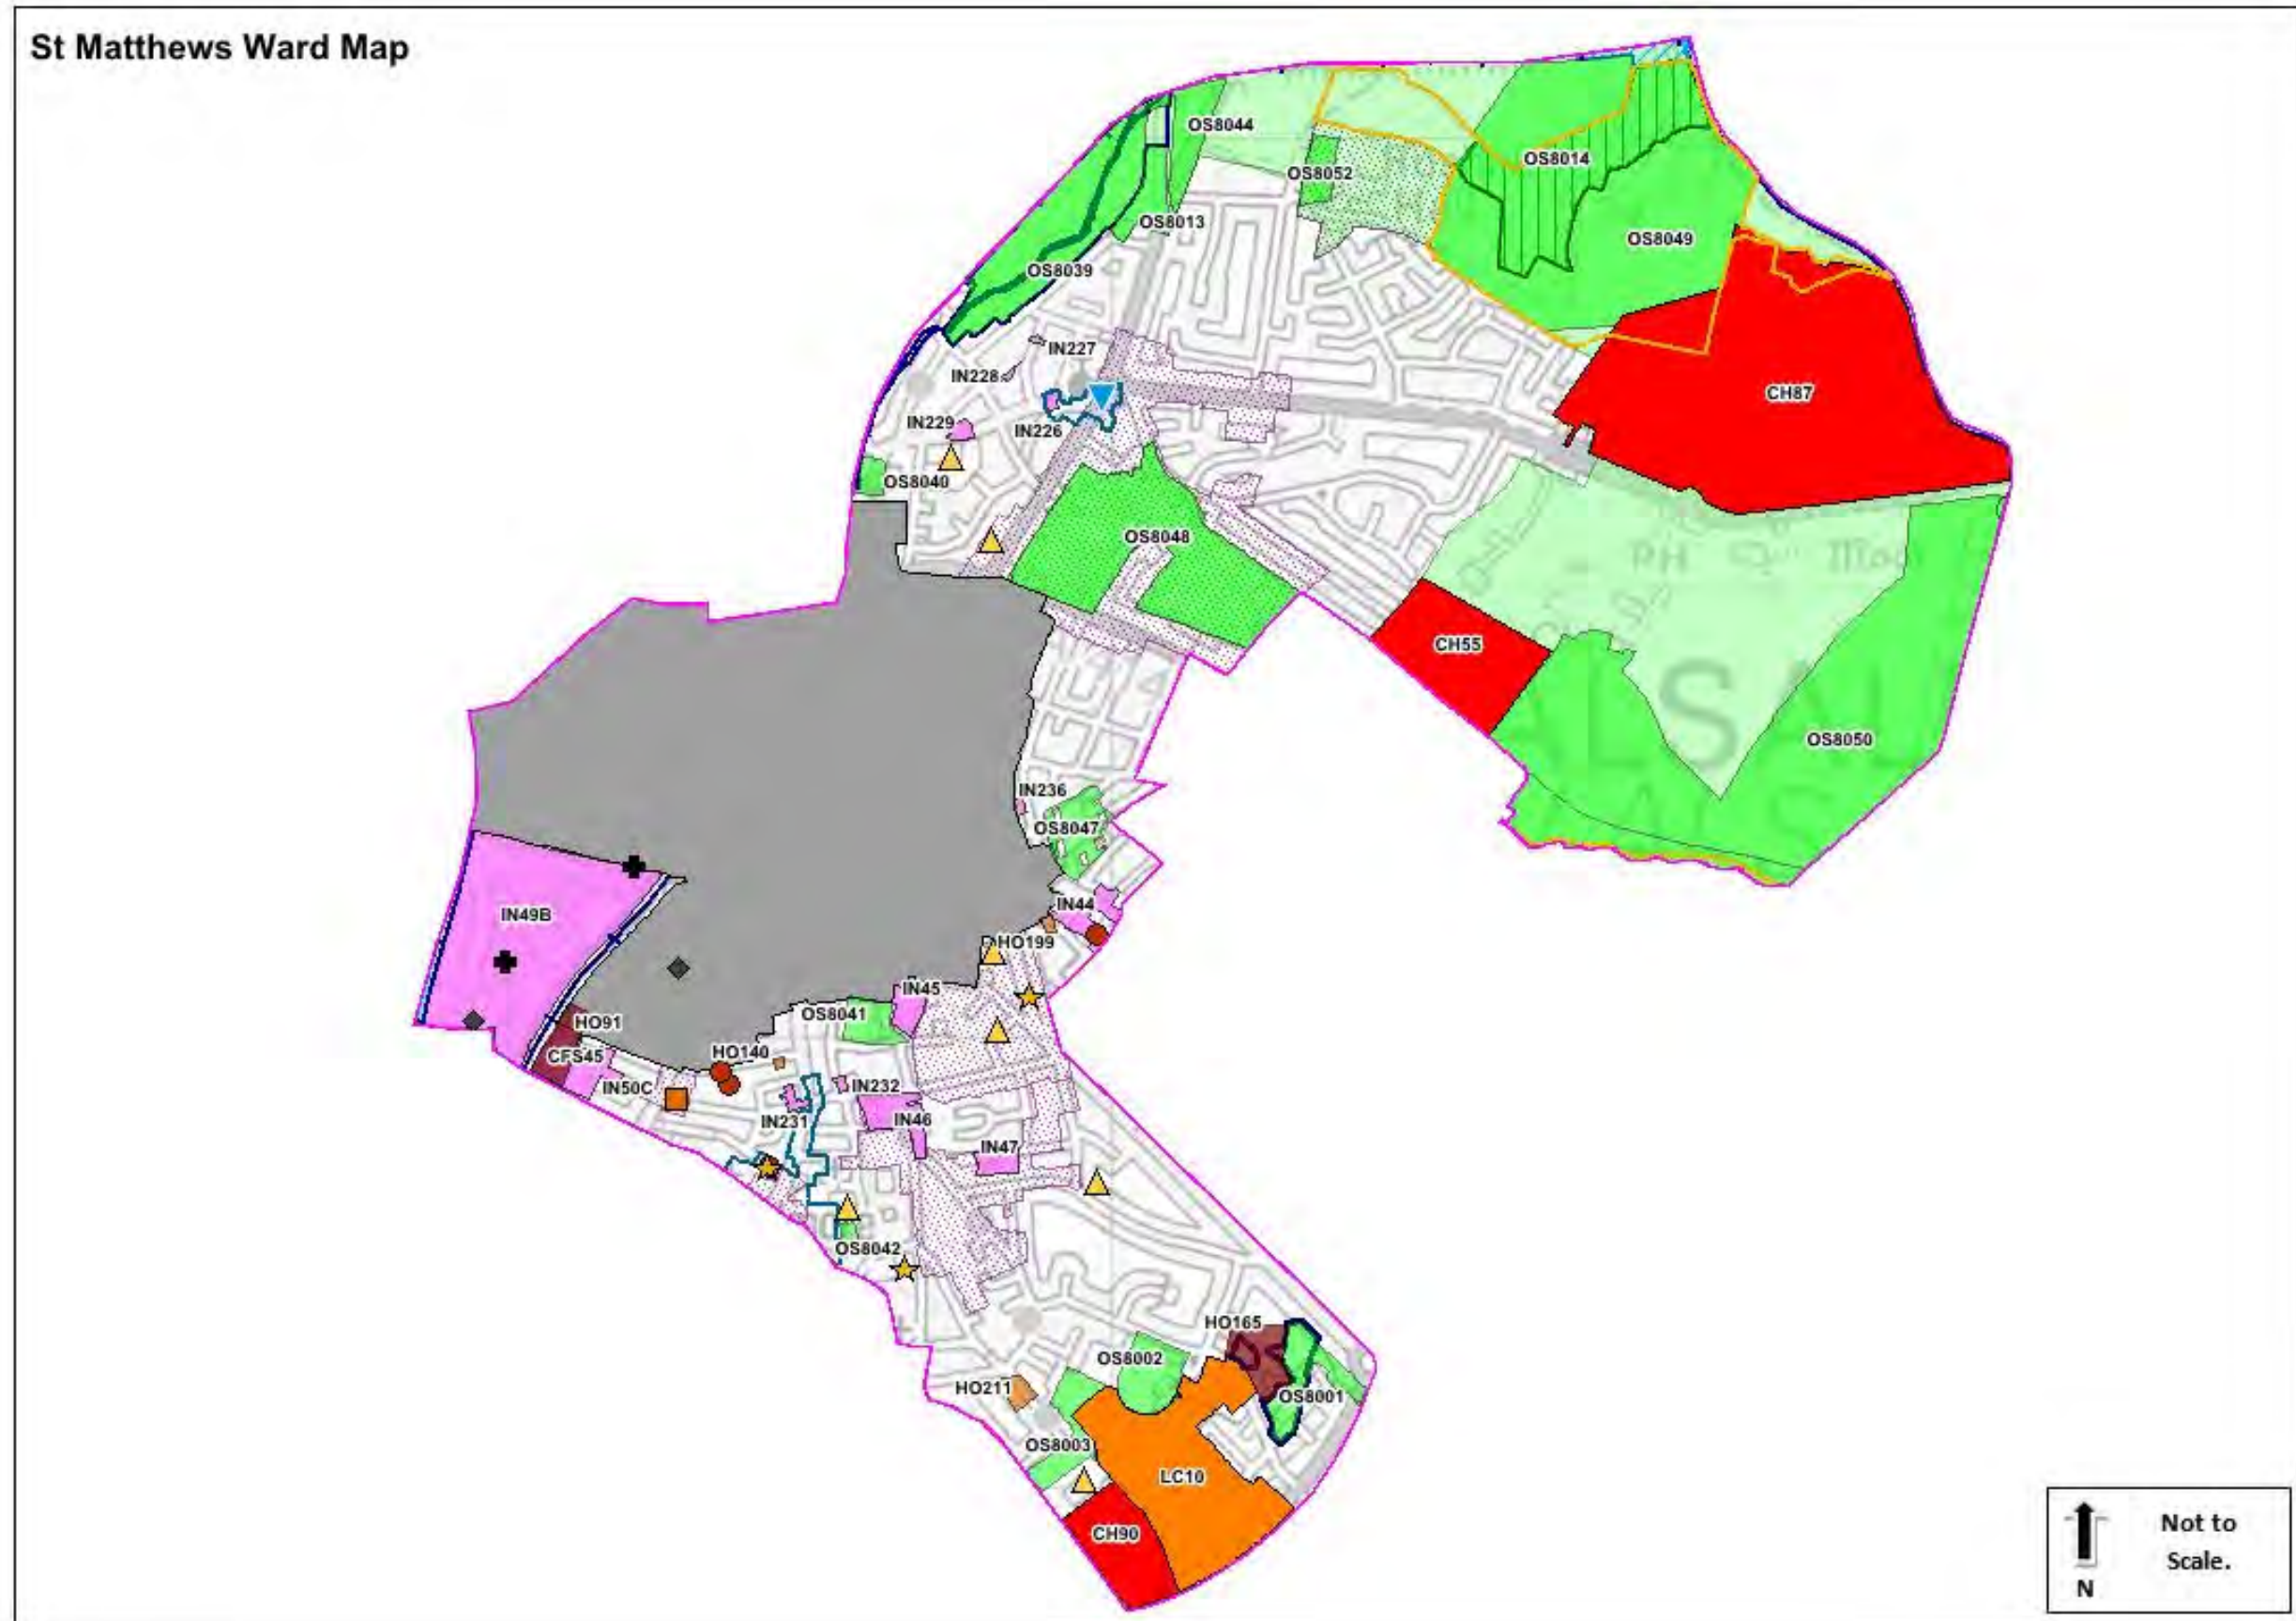 St Matthews Ward Map
OS8044
OS8014
OS8052
OS8013
OS8049
OS8039
IN227
IN228
CH87
IN229
IN226
OS8040
OS8048
CH55
OS8050
IN236
OS8047
IN44
IN49B
HO199
IN45
OS8041
HO91
HO140
CFS45
IN50C
IN232
IN231
IN46
IN47
OS8042
HO165
OS8002
HO211
OS8001
OS8003
LC10
CH90
Not to
Scale.
N